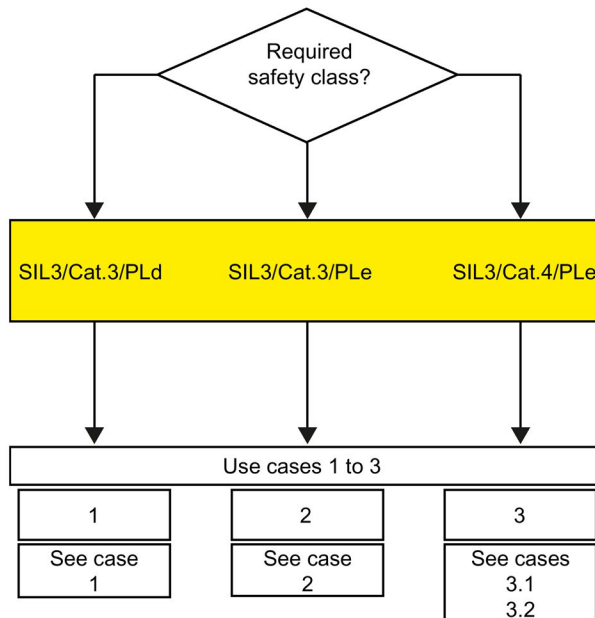 Required
safety class?
SIL3/Cat.3/PLd
SIL3/Cat.3/PLe
SIL3/Cat.4/PLe
Use cases 1 to 3
1
2
3
See case
1
See case
2
See cases
3.1
3.2